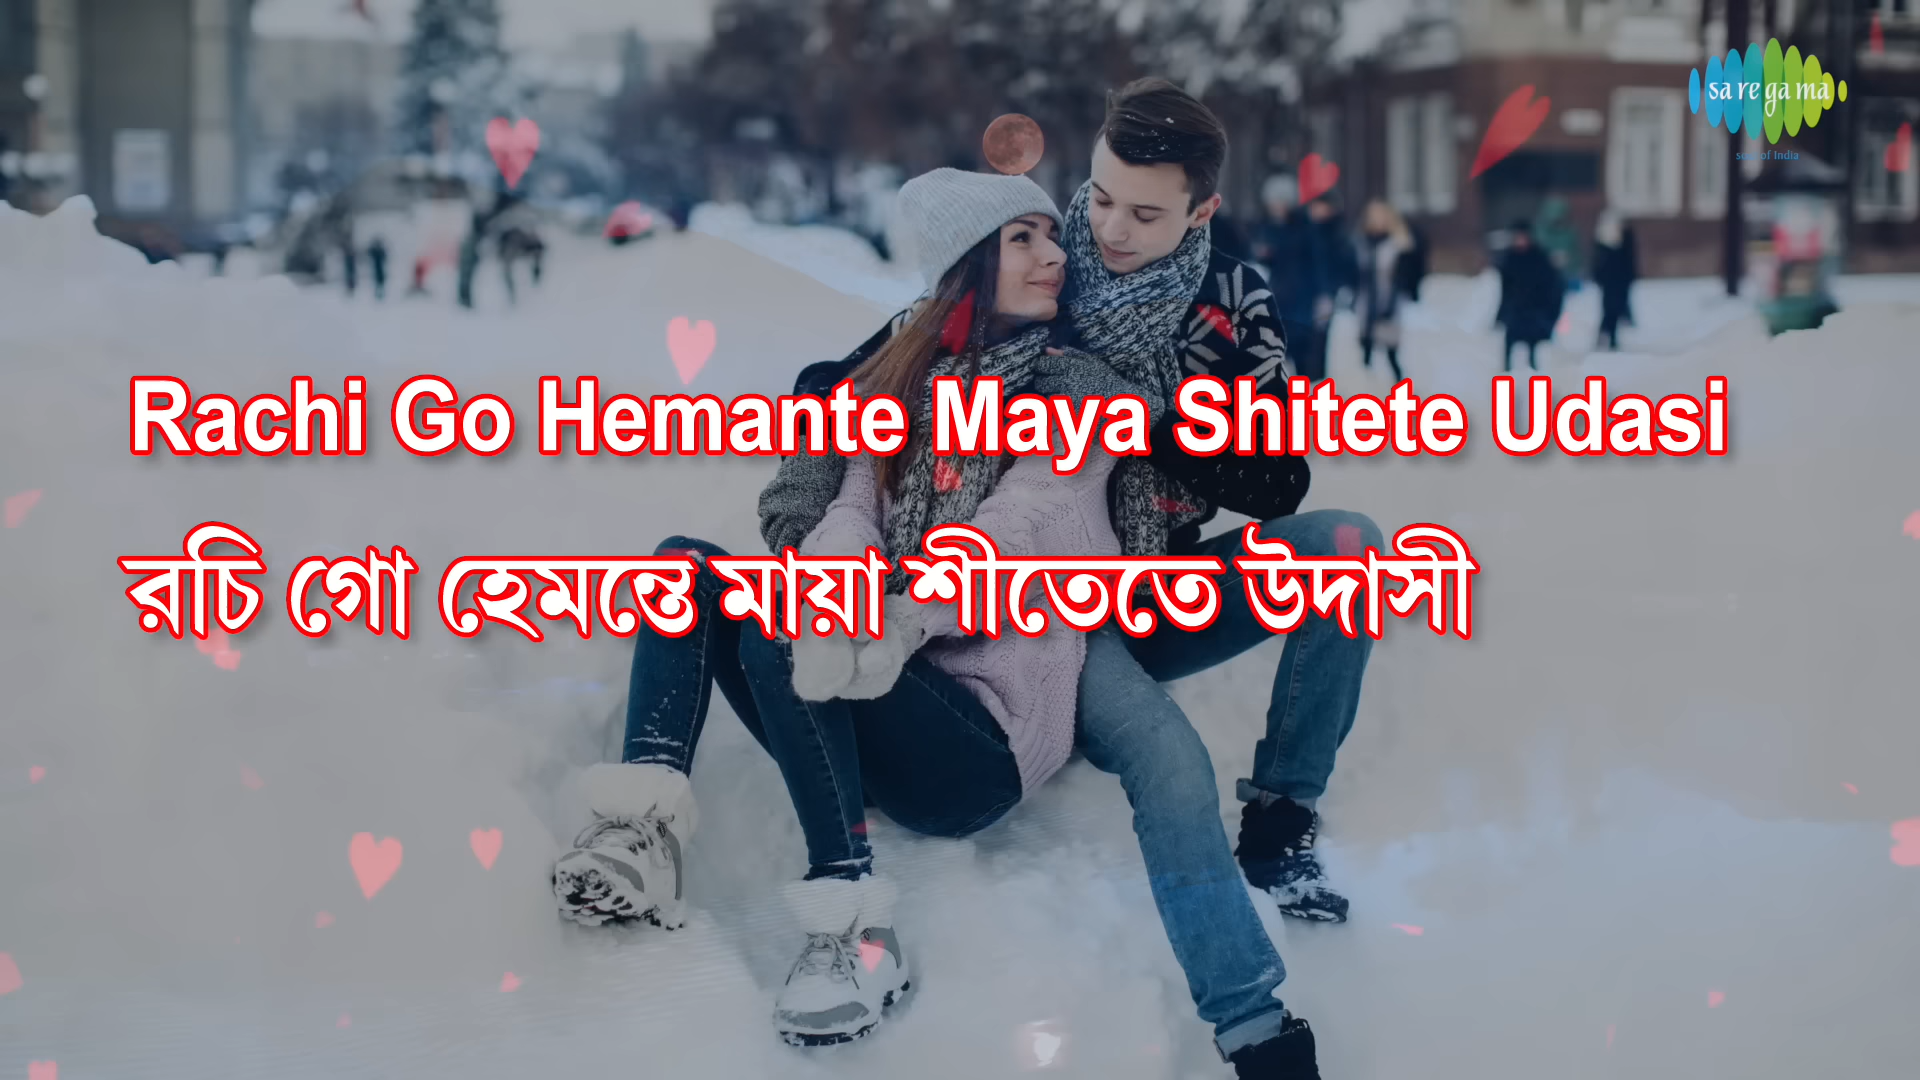 sa re ga ma
Rachi Go Hemante Maya Shitete Udasi
রচি গো হেমন্তে মায়া শীতেতে উদাসী